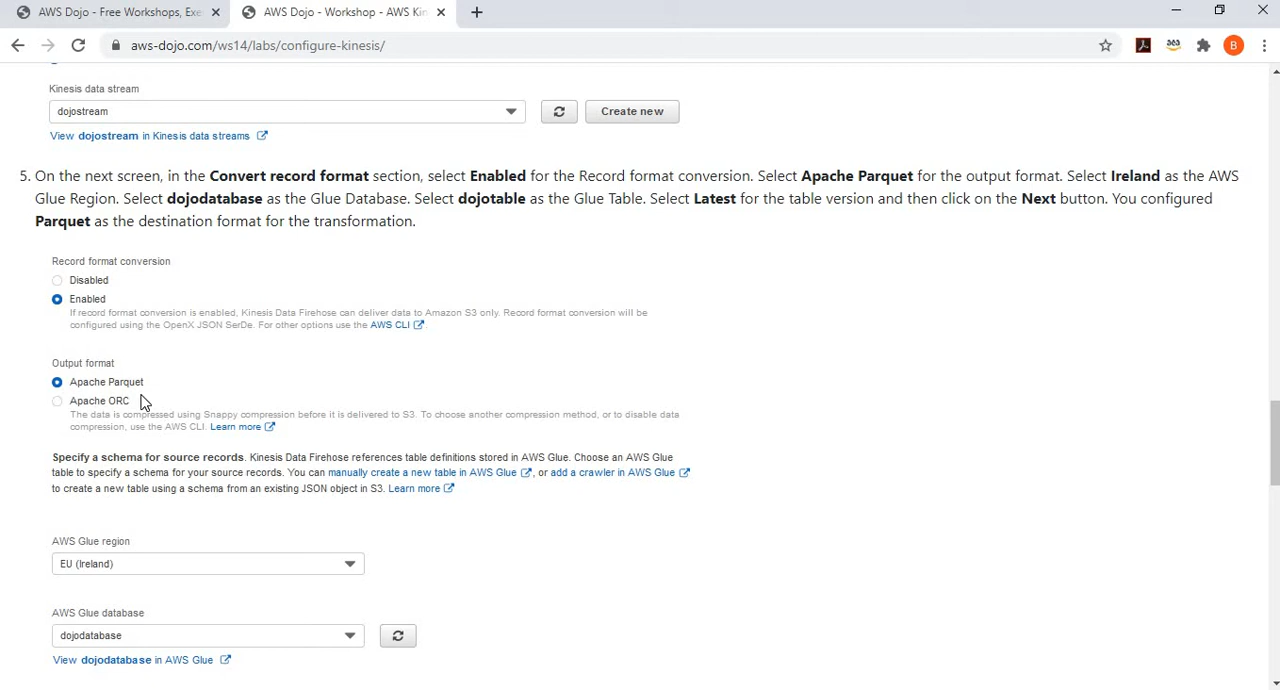 AWS Dojo - Free Workshops, Exe
AWS Dojo - Workshop - AWS Kin
aws-dojo.com/ws14/labs/configure-kinesis/
B
Kinesis data stream
dojostream
Create new
View dojostream in Kinesis data streams
5. On the next screen, in the Convert record format section, select Enabled for the Record format conversion. Select Apache Parquet for the output format. Select Ireland as the AWS
Glue Region. Select dojodatabase as the Glue Database. Select dojotable as the Glue Table. Select Latest for the table version and then click on the Next button. You configured
Parquet as the destination format for the transformation.
Record format conversion
Disabled
Enabled
If record format conversion is enabled, Kinesis Data Firehose can deliver data to Amazon S3 only. Record format conversion will be
configured using the OpenX JSON SerDe. For other options use the AWS CLI .
Output format
Apache Parquet
Apache ORC
The data is compressed using Snappy compression before it is delivered to S3. To choose another compression method, or to disable data
compression, use the AWS CLI. Learn more
Specify a schema for source records. Kinesis Data Firehose references table definitions stored in AWS Glue. Choose an AWS Glue
table to specify a schema for your source records. You can manually create a new table in AWS Glue , or add a crawler in AWS Glue
to create a new table using a schema from an existing JSON object in S3. Learn more
AWS Glue region
EU (Ireland)
AWS Glue database
dojodatabase
View dojodatabase in AWS Glue